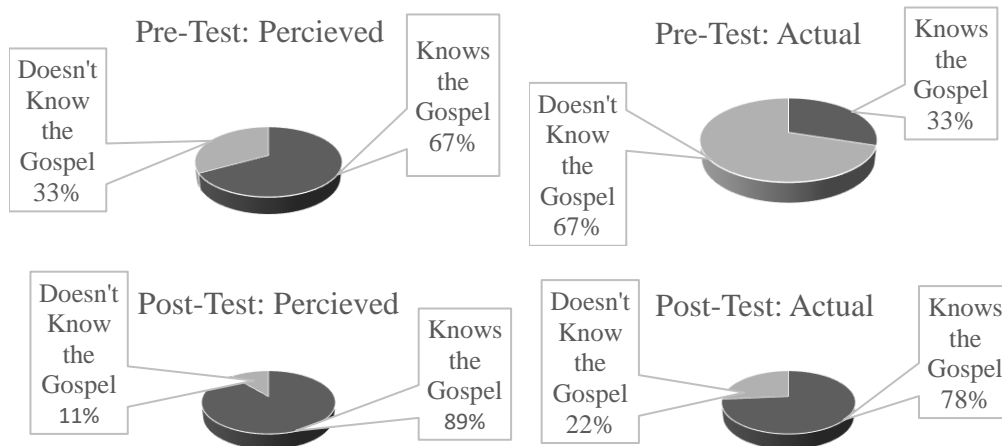 Pre-Test: Percieved
Doesn't
Know
the
Gospel
33%
Knows
the
Gospel
67%
Pre-Test: Actual
Doesn't
Know
the
Gospel
67%
Knows
the
Gospel
33%
Post-Test: Percieved
Doesn't
Know
the
Gospel
11%
Knows
the
Gospel
89%
Post-Test: Actual
Doesn't
Know
the
Gospel
22%
Knows
the
Gospel
78%